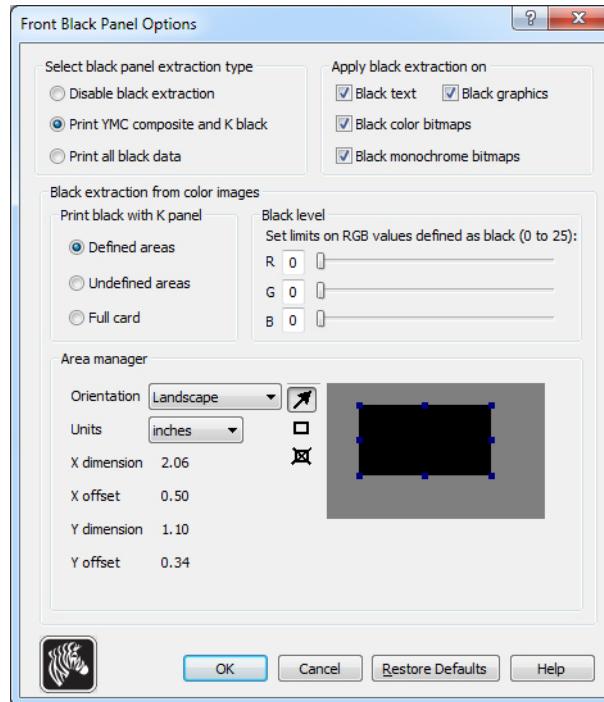 Front Black Panel Options
Select black panel extraction type
Disable black extraction
Print YMC composite and K black
Print all black data
Apply black extraction on
Black text
Black graphics
Black color bitmaps
Black monochrome bitmaps
Black extraction from color images
Print black with K panel
Defined areas
Undefined areas
Full card
Black level
Set limits on RGB values defined as black (0 to 25):
R 0
G 0
B 0
Area manager
Orientation Landscape
Units inches
X dimension 2.06
X offset 0.50
Y dimension 1.10
Y offset 0.34
OK
Cancel
Restore Defaults
Help